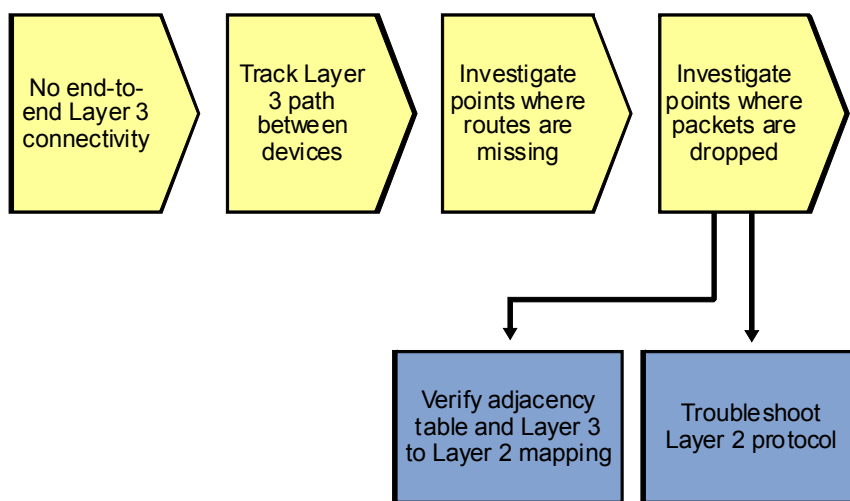 No end-to-
end Layer 3
connectivity
Track Layer
3 path
between
devices
Investigate
points where
routes are
missing
Investigate
points where
packets are
dropped
Verify adjacency
table and Layer 3
to Layer 2 mapping
Troubleshoot
Layer 2 protocol